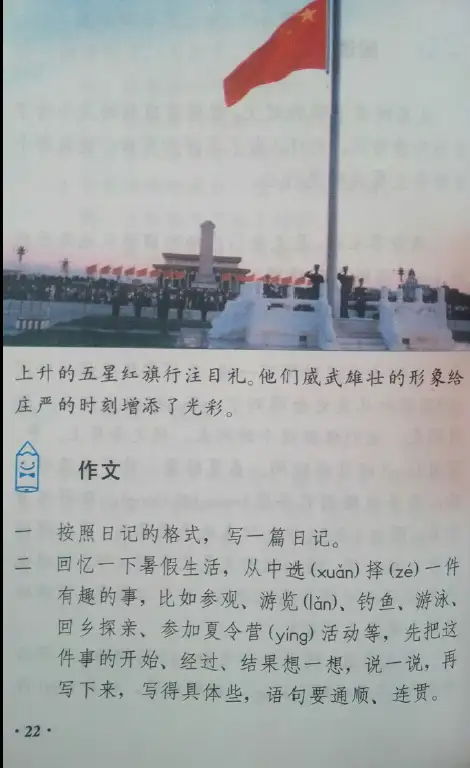 上升的五星红旗行注目礼。他们威武雄壮的形象给
庄严的时刻增添了光彩。
作文
一 按照日记的格式，写一篇日记。
二 回忆一下暑假生活，从中选(xuǎn)择(zé)一件
有趣的事，比如参观、游览(lǎn)、钓鱼、游泳、
回乡探亲、参加夏令营(yíng)活动等，先把这
件事的开始、经过、结果想一想，说一说，再
写下来，写得具体些，语句要通顺、连贯。
·22·